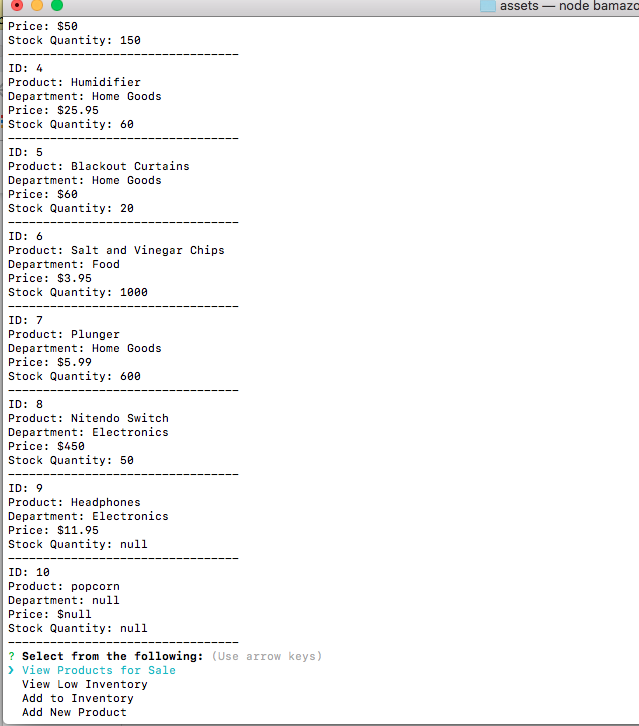 assets — node bamazo
Price: $50
Stock Quantity: 150
---------------------------------
ID: 4
Product: Humidifier
Department: Home Goods
Price: $25.95
Stock Quantity: 60
---------------------------------
ID: 5
Product: Blackout Curtains
Department: Home Goods
Price: $60
Stock Quantity: 20
---------------------------------
ID: 6
Product: Salt and Vinegar Chips
Department: Food
Price: $3.95
Stock Quantity: 1000
---------------------------------
ID: 7
Product: Plunger
Department: Home Goods
Price: $5.99
Stock Quantity: 600
---------------------------------
ID: 8
Product: Nitendo Switch
Department: Electronics
Price: $450
Stock Quantity: 50
---------------------------------
ID: 9
Product: Headphones
Department: Electronics
Price: $11.95
Stock Quantity: null
---------------------------------
ID: 10
Product: popcorn
Department: null
Price: $null
Stock Quantity: null
---------------------------------
? Select from the following: (Use arrow keys)
❯ View Products for Sale
View Low Inventory
Add to Inventory
Add New Product